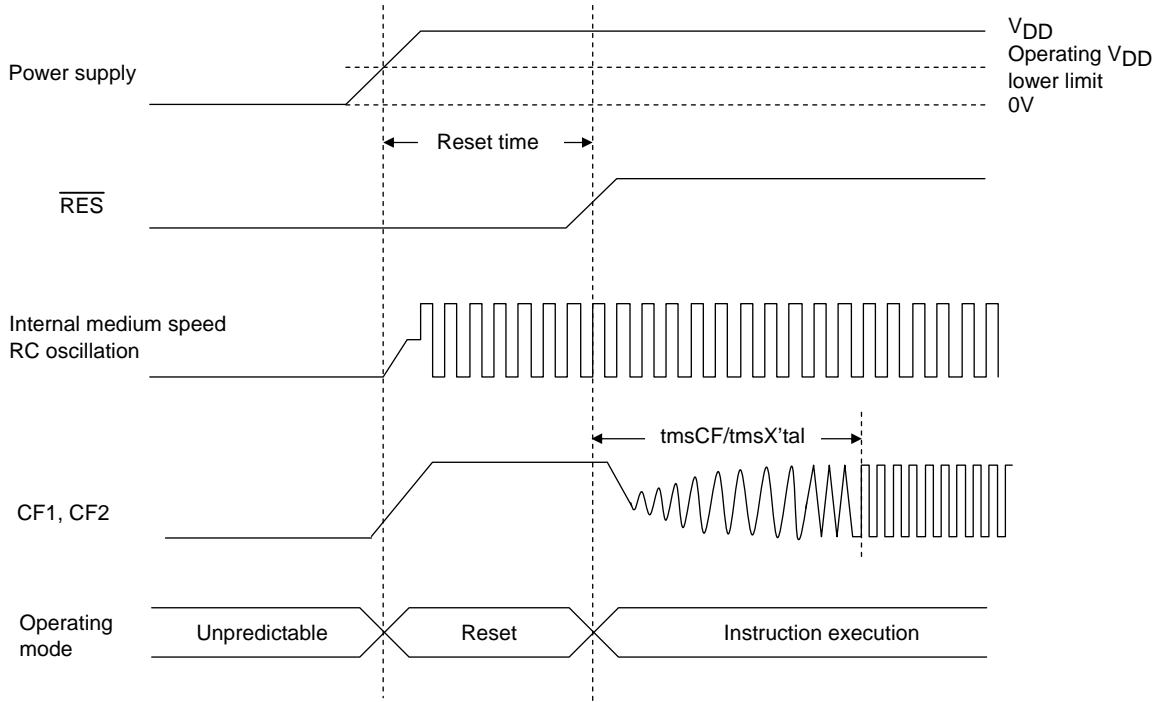 VDD
Operating VDD
lower limit
0V
Power supply
Reset time
RES
Internal medium speed
RC oscillation
tmsCF/tmsX'tal
CF1, CF2
Operating
mode
Unpredictable
Reset
Instruction execution